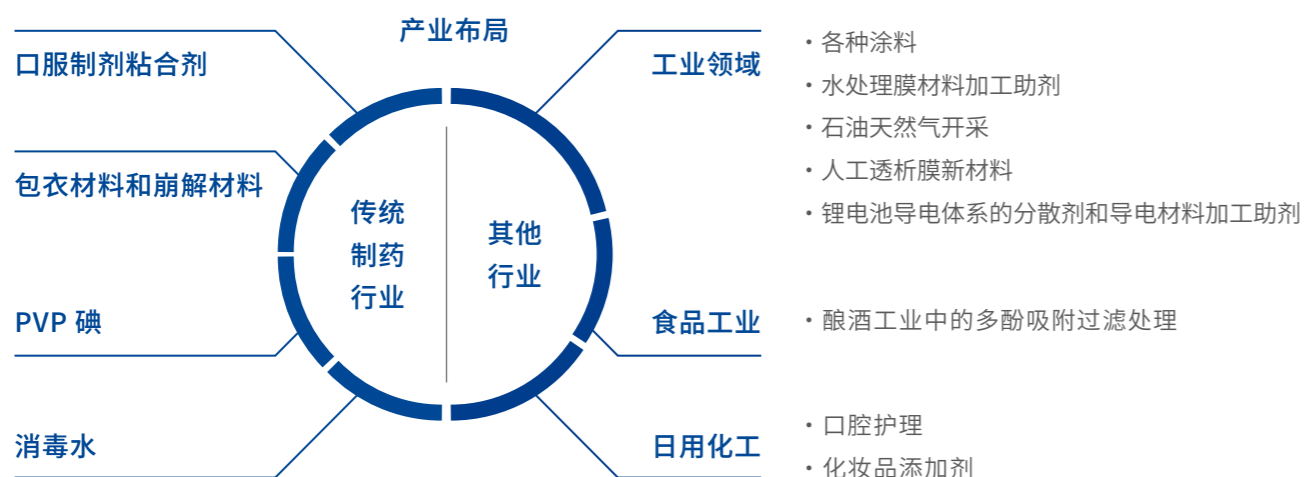 产业布局
口服制剂粘合剂
包衣材料和崩解材料
PVP 碘
消毒水
传统
制药
行业
其他
行业
工业领域
・各种涂料
・水处理膜材料加工助剂
・石油天然气开采
・人工透析膜新材料
・锂电池导电体系的分散剂和导电材料加工助剂
食品工业
・酿酒工业中的多酚吸附过滤处理
日用化工
・口腔护理
・化妆品添加剂